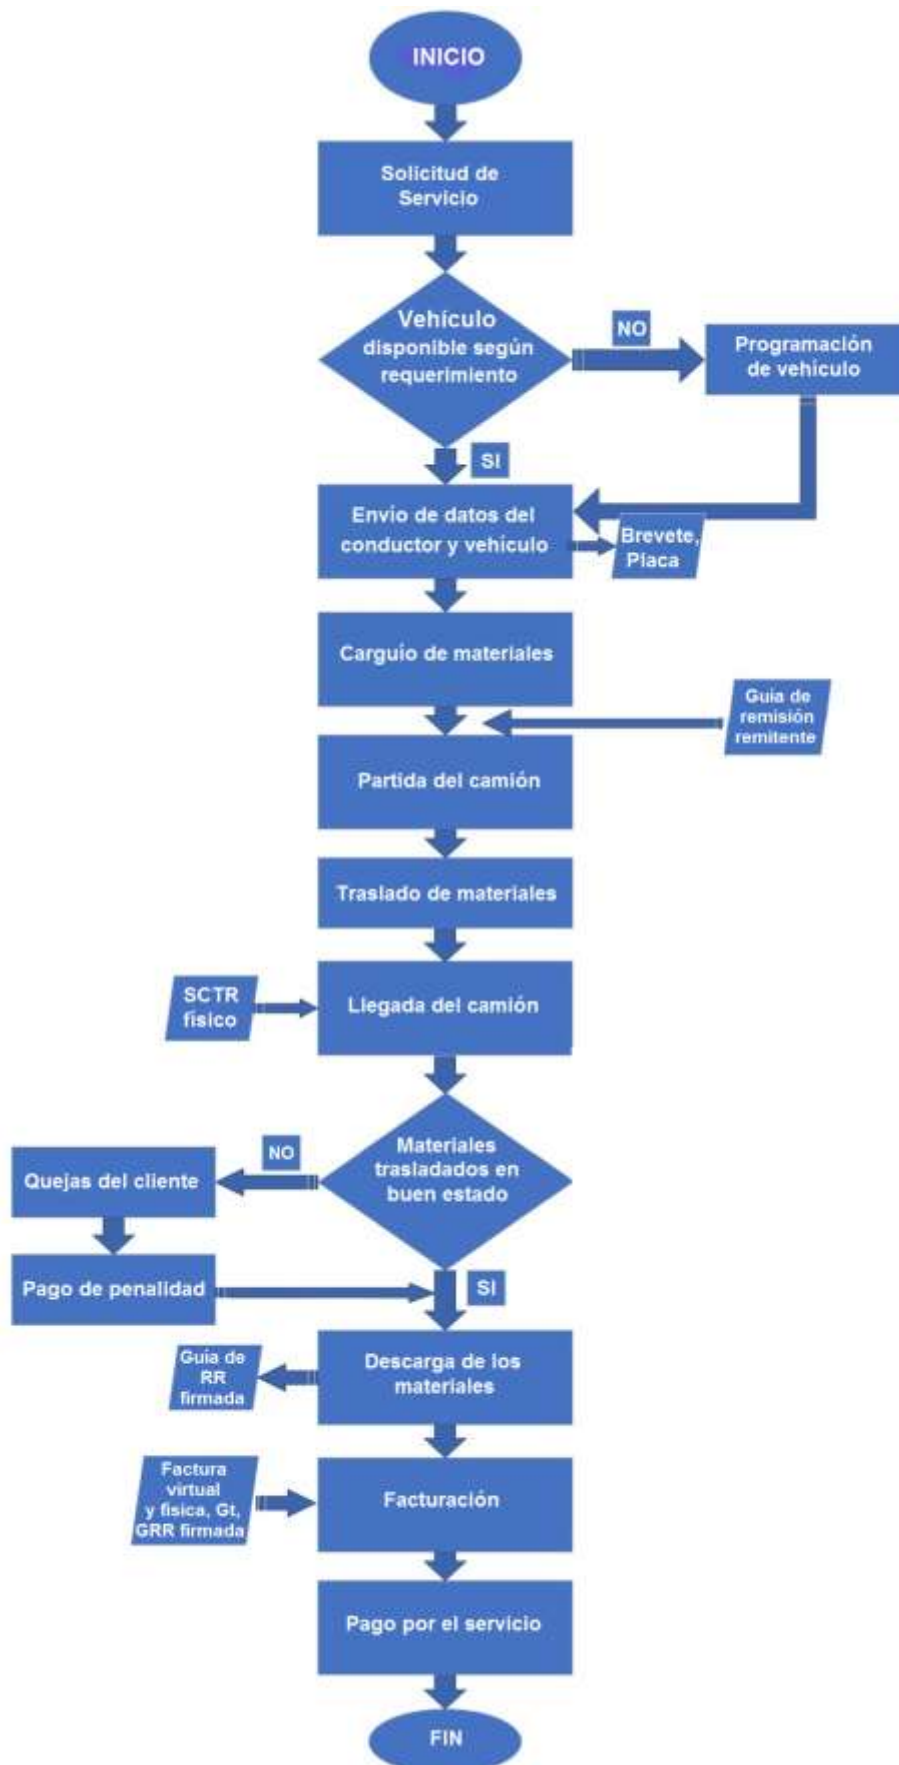 INICIO
Solicitud de
Servicio
Vehículo
disponible según
requerimiento
NO
Programación
de vehículo
SI
Envío de datos del
conductor y vehículo
Brevete,
Placa
Carguío de materiales
Guía de
remisión
remitente
Partida del camión
Traslado de materiales
SCTR
físico
Llegada del camión
Materiales
trasladados en
buen estado
NO
Quejas del cliente
Pago de penalidad
SI
Descarga de los
materiales
Guía de
RR
firmada
Factura
virtual
y física, Gt,
GRR firmada
Facturación
Pago por el servicio
FIN